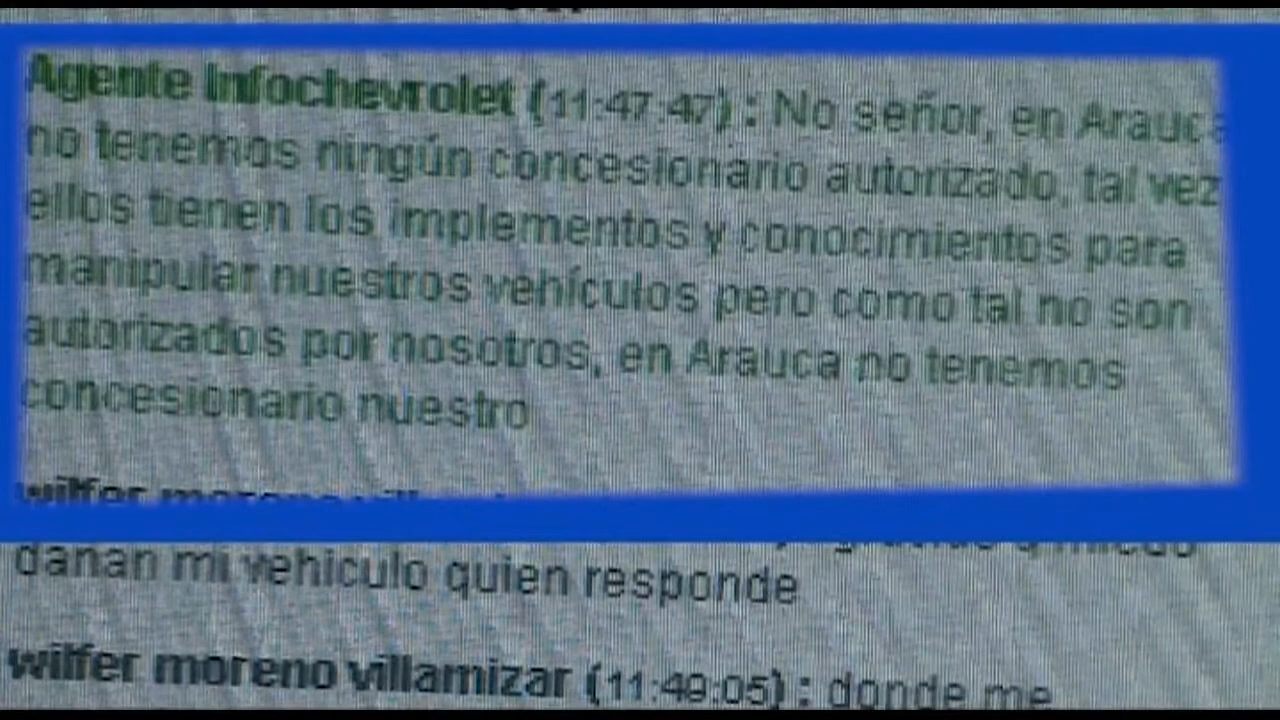 Agente Infochevrolet (11:47:47) : No señor, en Arauca
no tenemos ningún concesionario autorizado, tal vez
ellos tienen los implementos y conocimientos para
manipular nuestros vehículos pero como tal no son
autorizados por nosotros, en Arauca no tenemos
concesionario nuestro
wilfer moreno
danan mi vehiculo quien responde
wilfer moreno villamizar (11:49:05) : donde me